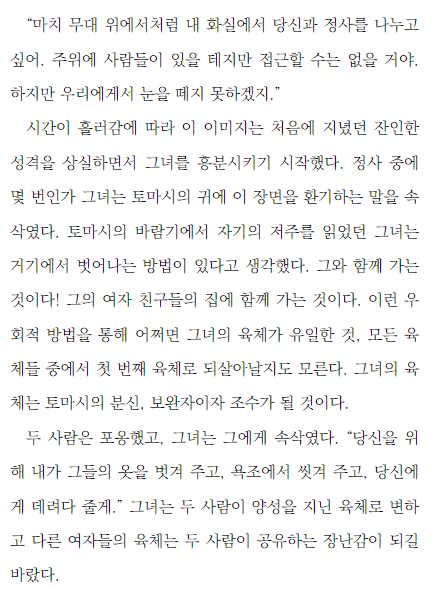 “마치 무대 위에서처럼 내 화실에서 당신과 정사를 나누고
싶어. 주위에 사람들이 있을 테지만 접근할 수는 없을 거야.
하지만 우리에게서 눈을 떼지 못하겠지.”
시간이 흘러감에 따라 이 이미지는 처음에 지녔던 잔인한
성격을 상실하면서 그녀를 흥분시키기 시작했다. 정사 중에
몇 번인가 그녀는 토마시의 귀에 이 장면을 환기하는 말을 속
삭였다. 토마시의 바람기에서 자기의 저주를 읽었던 그녀는
거기에서 벗어나는 방법이 있다고 생각했다. 그와 함께 가는
것이다! 그의 여자 친구들의 집에 함께 가는 것이다. 이런 우
회적 방법을 통해 어쩌면 그녀의 육체가 유일한 것, 모든 육
체들 중에서 첫 번째 육체로 되살아날지도 모른다. 그녀의 육
체는 토마시의 분신, 보완자이자 조수가 될 것이다.
두 사람은 포옹했고, 그녀는 그에게 속삭였다. “당신을 위
해 내가 그들의 옷을 벗겨 주고, 욕조에서 씻겨 주고, 당신에
게 데려다 줄게.” 그녀는 두 사람이 양성을 지닌 육체로 변하
고 다른 여자들의 육체는 두 사람이 공유하는 장난감이 되길
바랐다.